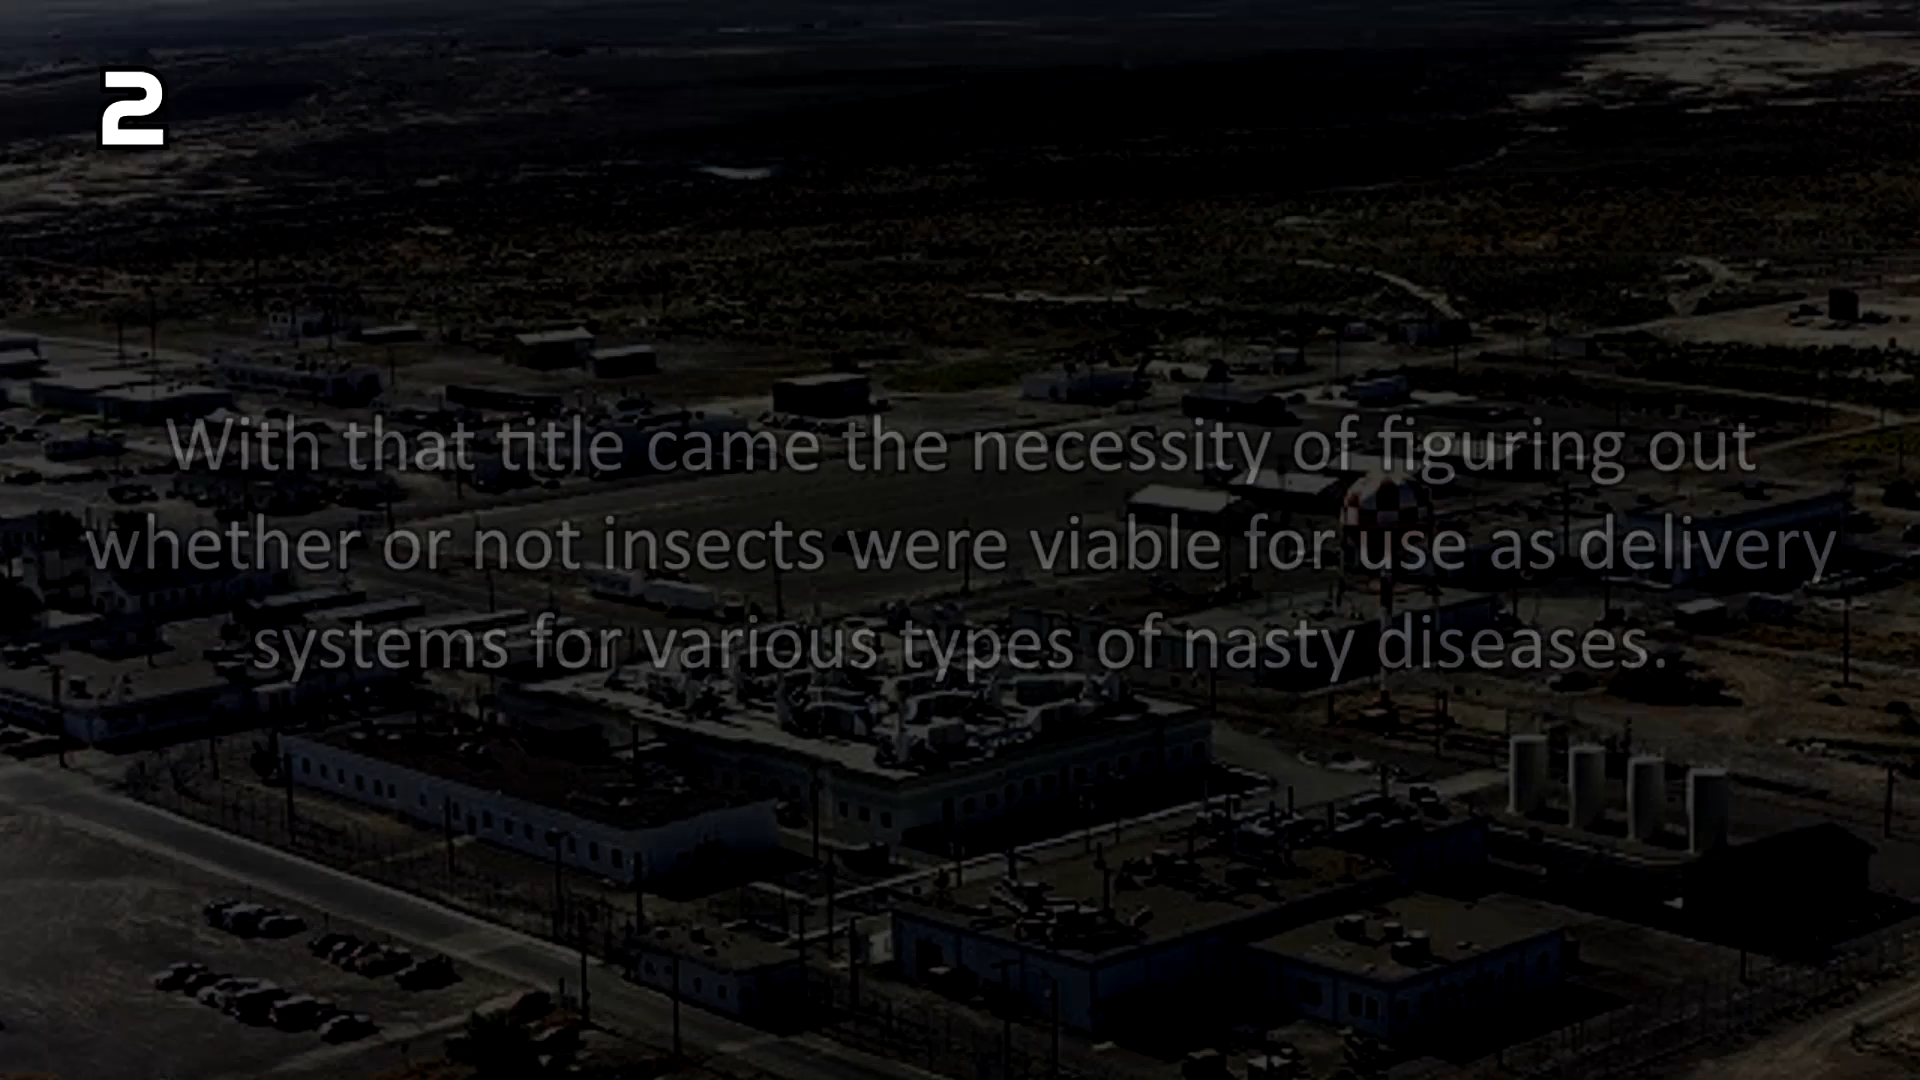 2
With that title came the necessity of figuring out
whether or not insects were viable for use as delivery
systems for various types of nasty diseases.